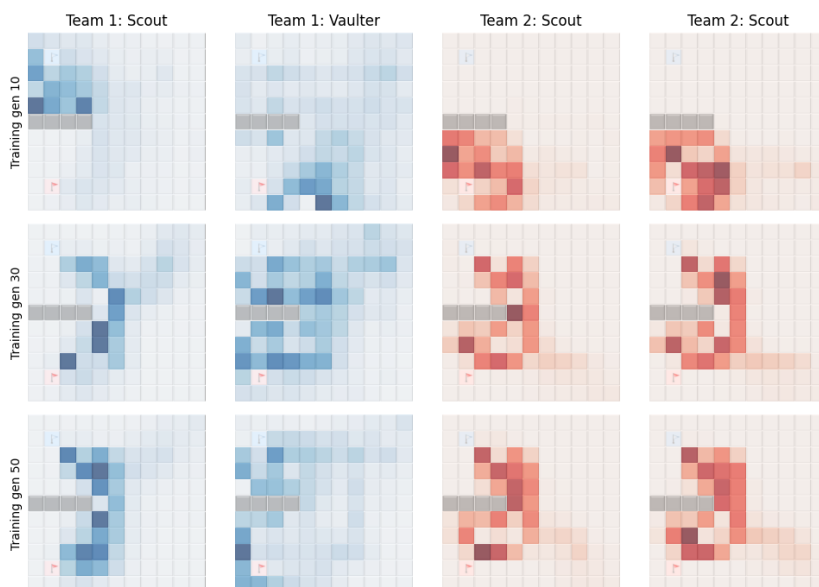 Team 1: Scout
Team 1: Vaulter
Team 2: Scout
Team 2: Scout
Training gen 10
Training gen 30
Training gen 50